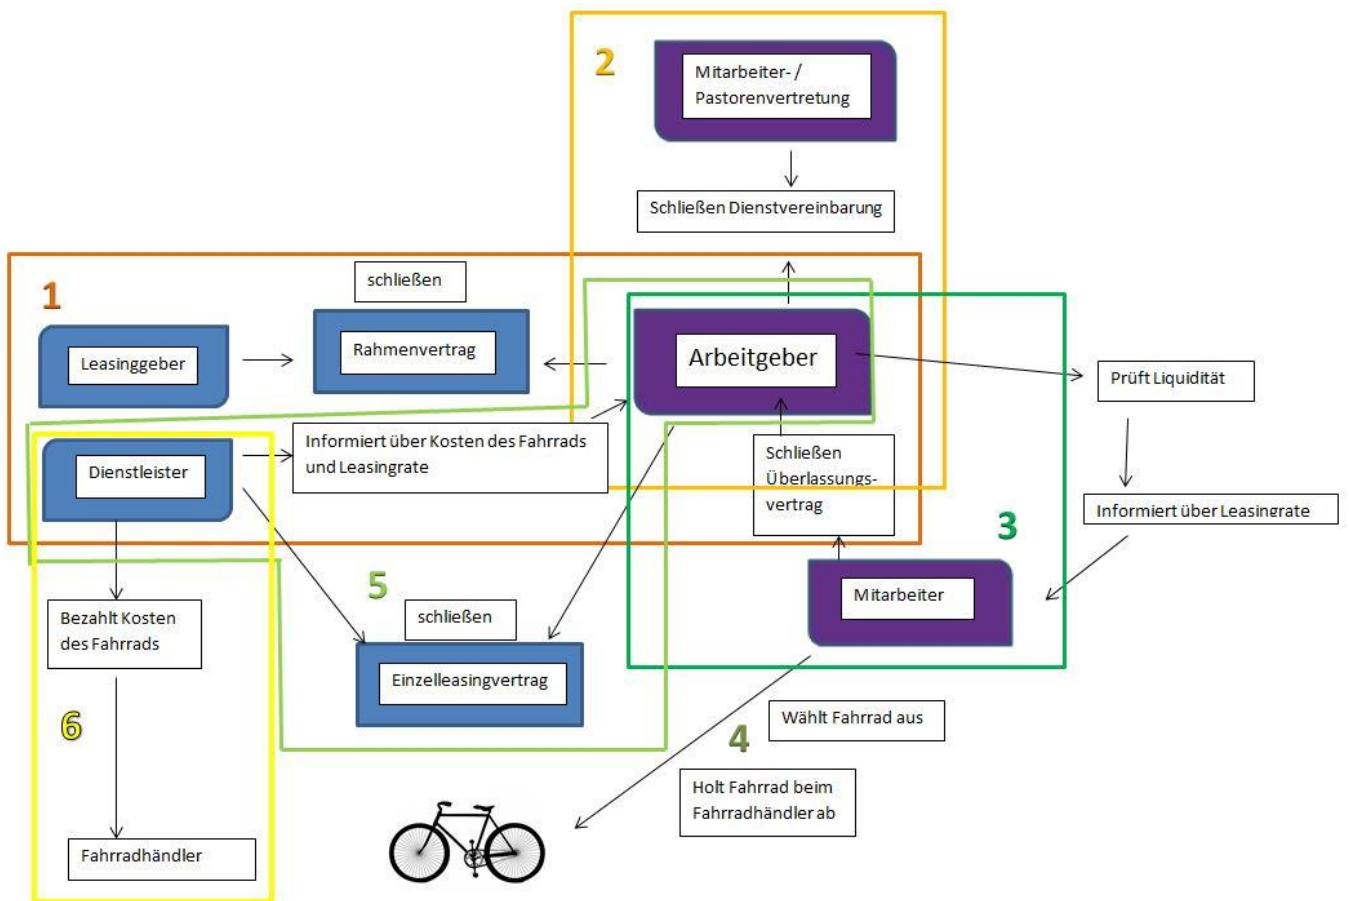 2
Mitarbeiter- /
Pastorenvertretung
Schließen Dienstvereinbarung
1
schließen
Leasinggeber
Rahmenvertrag
Arbeitgeber
Prüft Liquidität
Dienstleister
Informiert über Kosten des Fahrrads
und Leasingrate
Schließen
Überlassungs-
vertrag
Informiert über Leasingrate
3
Mitarbeiter
5
schließen
Bezahlt Kosten
des Fahrrads
Einzelleasingvertrag
6
4
Wählt Fahrrad aus
Holt Fahrrad beim
Fahrradhändler ab
Fahrradhändler